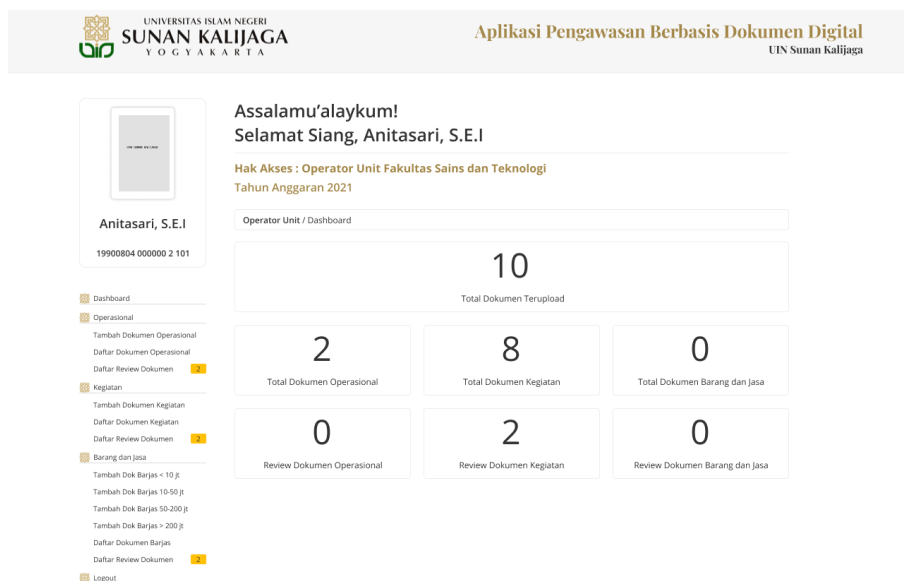 UNIVERSITAS ISLAM NEGERI
SUNAN KALIJAGA
YOGYAKARTA
Aplikasi Pengawasan Berbasis Dokumen Digital
UIN Sunan Kalijaga
Anitasari, S.E.I
19900804 000000 2 101
Dashboard
Operasional
Tambah Dokumen Operasional
Daftar Dokumen Operasional
Daftar Review Dokumen 2
Kegiatan
Tambah Dokumen Kegiatan
Daftar Dokumen Kegiatan
Daftar Review Dokumen 2
Barang dan Jasa
Tambah Dok Barjas < 10 jt
Tambah Dok Barjas 10-50 jt
Tambah Dok Barjas 50-200 jt
Tambah Dok Barjas > 200 jt
Daftar Dokumen Barjas
Daftar Review Dokumen 2
Logout
Assalamu’alaykum!
Selamat Siang, Anitasari, S.E.I
Hak Akses : Operator Unit Fakultas Sains dan Teknologi
Tahun Anggaran 2021
Operator Unit / Dashboard
10
Total Dokumen Terupload
2
Total Dokumen Operasional
8
Total Dokumen Kegiatan
0
Total Dokumen Barang dan Jasa
0
Review Dokumen Operasional
2
Review Dokumen Kegiatan
0
Review Dokumen Barang dan Jasa